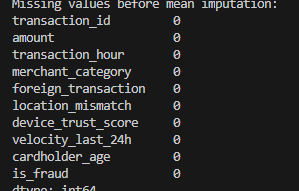 Missing values before mean imputation:
transaction_id 0
amount 0
transaction_hour 0
merchant_category 0
foreign_transaction 0
location_mismatch 0
device_trust_score 0
velocity_last_24h 0
cardholder_age 0
is_fraud 0
dtype: int64